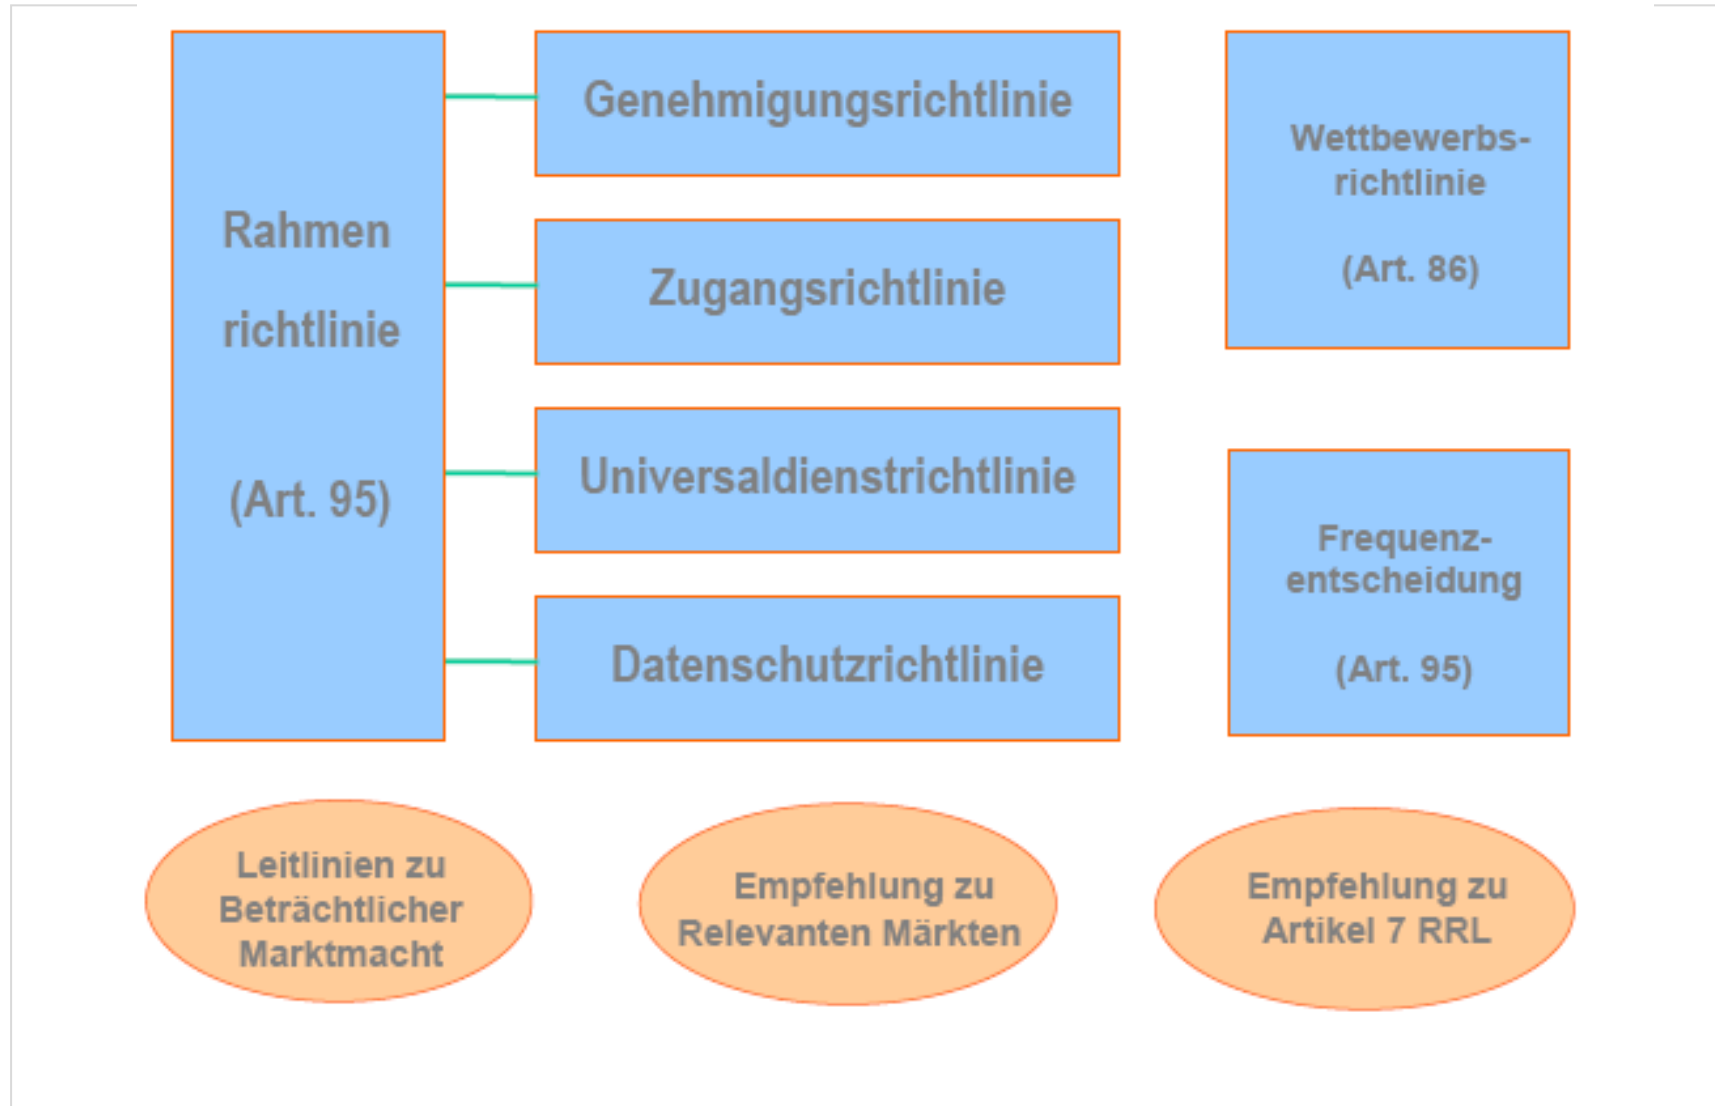 Rahmen
richtlinie
(Art. 95)
Genehmigungsrichtlinie
Zugangsrichtlinie
Universaldienstrichtlinie
Datenschutzrichtlinie
Wettbewerbs-
richtlinie
(Art. 86)
Frequenz-
entscheidung
(Art. 95)
Leitlinien zu
Beträchtlicher
Marktmacht
Empfehlung zu
Relevanten Märkten
Empfehlung zu
Artikel 7 RRL